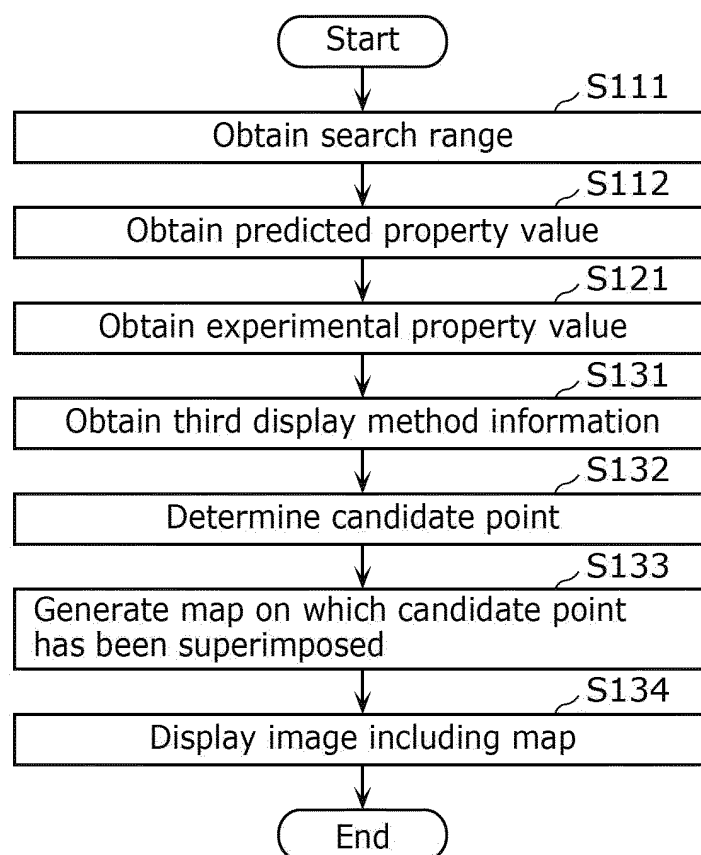 Start
S111
Obtain search range
S112
Obtain predicted property value
S121
Obtain experimental property value
S131
Obtain third display method information
S132
Determine candidate point
S133
Generate map on which candidate point
has been superimposed
S134
Display image including map
End